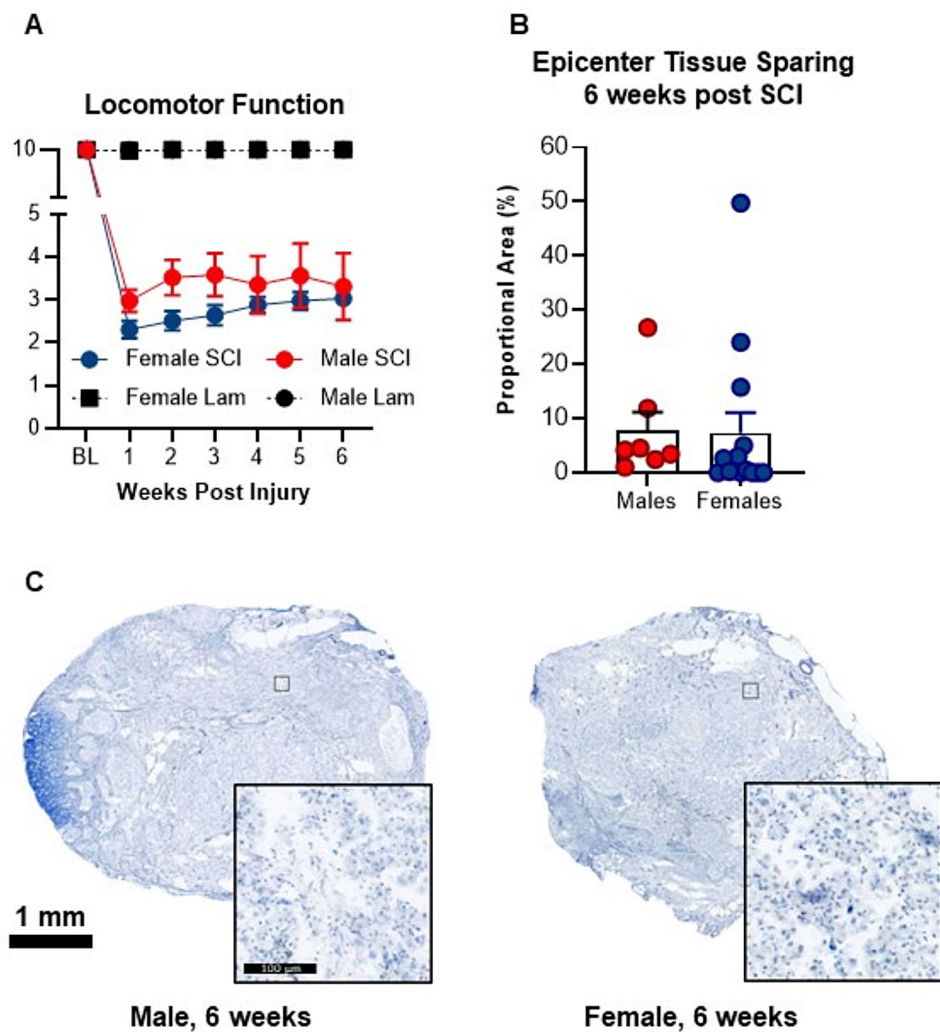 A
Locomotor Function
10
5
4
3
2
1
0
Female SCI
Male SCI
Female Lam
Male Lam
BL 1 2 3 4 5 6
Weeks Post Injury
B
Epicenter Tissue Sparing
6 weeks post SCI
Proportional Area (%)
60
50
40
30
20
10
0
Males Females
C
1 mm
100 µm
Male, 6 weeks
Female, 6 weeks